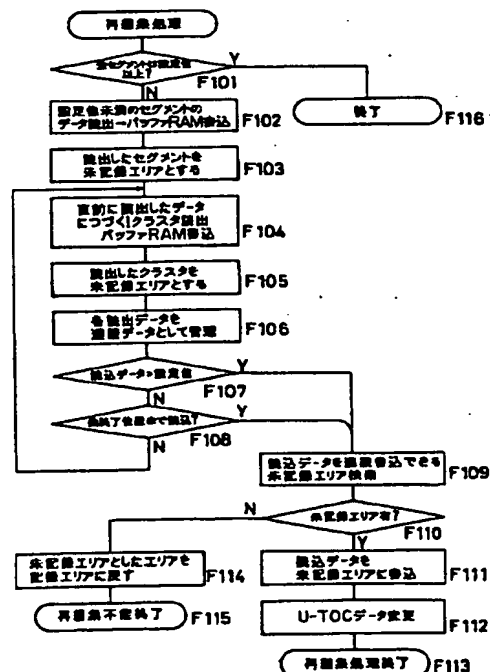 再編集処理
全セグメントは設定値
以上?
F101
Y
N
終了
F116
設定値未満のセグメントの
データ読出→バッファRAM書込
F102
読出したセグメントを
未記録エリアとする
F103
直前に読出したデータ
につづく1クラスタ読出
バッファRAM書込
F104
読出したクラスタを
未記録エリアとする
F105
各読出データを
連続データとして管理
F106
読込データ>設定値
Y
F107
N
曲終了位置まで読込?
Y
F108
N
読込データを連続書込できる
未記録エリア検索
F109
N
未記録エリア有?
F110
Y
未記録エリアとしたエリアを
記録エリアに戻す
F114
読込データを
未記録エリアに書込
F111
再編集不能終了
F115
U-TOCデータ変更
F112
再編集処理終了
F113